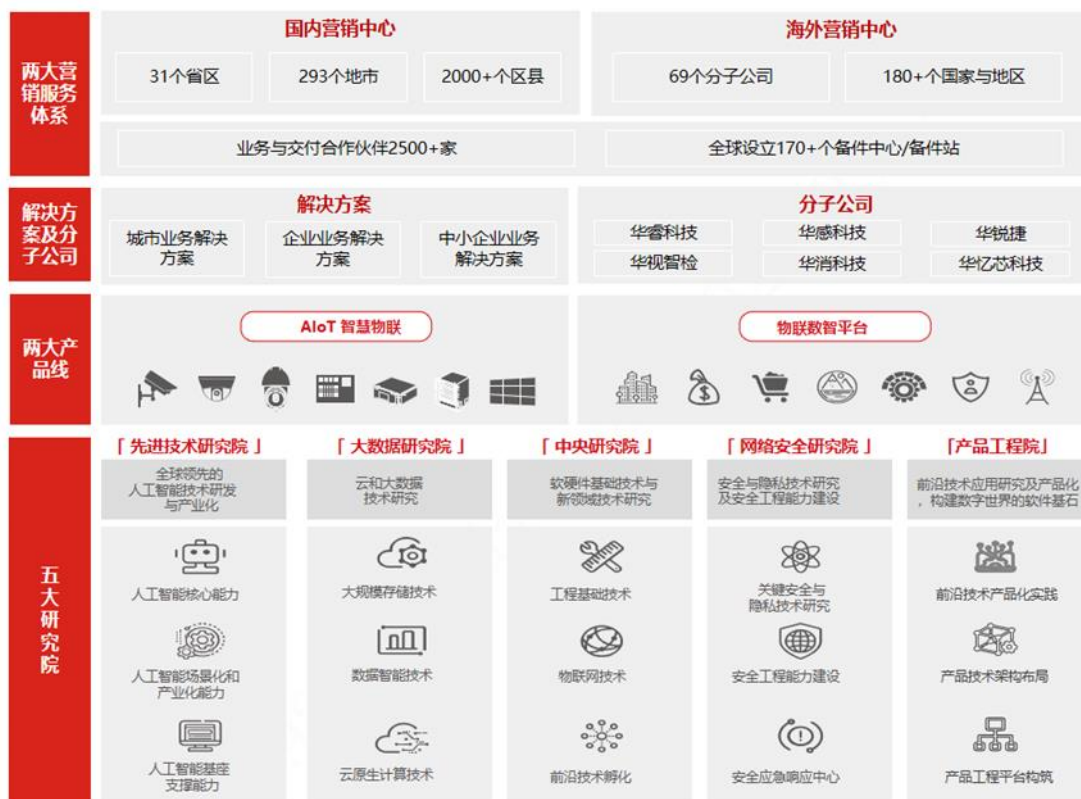 两大营
销服务
体系
国内营销中心
31个省区
293个地市
2000+个区县
海外营销中心
69个分子公司
180+个国家与地区
业务与交付合作伙伴2500+家
全球设立170+个备件中心/备件站
解决方
案及分
子公司
解决方案
城市业务解决
方案
企业业务解决
方案
中小企业业务
解决方案
分子公司
华睿科技
华感科技
华锐捷
华视智检
华消科技
华忆芯科技
两大产
品线
AIoT 智慧物联
物联数智平台
五
大
研
究
院
「 先进技术研究院 」
全球领先的
人工智能技术研发
与产业化
人工智能核心能力
人工智能场景化和
产业化能力
人工智能基座
支撑能力
「 大数据研究院 」
云和大数据
技术研究
大规模存储技术
数据智能技术
云原生计算技术
「 中央研究院 」
软硬件基础技术与
新领域技术研究
工程基础技术
物联网技术
前沿技术孵化
「 网络安全研究院 」
安全与隐私技术研究
及安全工程能力建设
关键安全与
隐私技术研究
安全工程能力建设
安全应急响应中心
「产品工程院」
前沿技术应用研究及产品化
，构建数字世界的软件基石
前沿技术产品化实践
产品技术架构布局
产品工程平台构筑